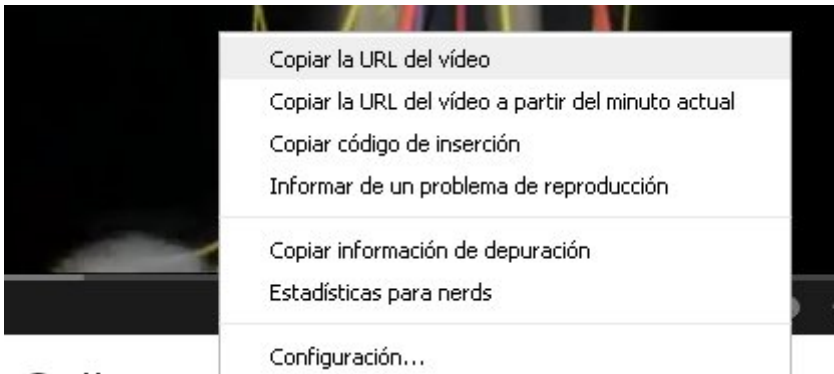 Copiar la URL del vídeo
Copiar la URL del vídeo a partir del minuto actual
Copiar código de inserción
Informar de un problema de reproducción
Copiar información de depuración
Estadísticas para nerds
Configuración...